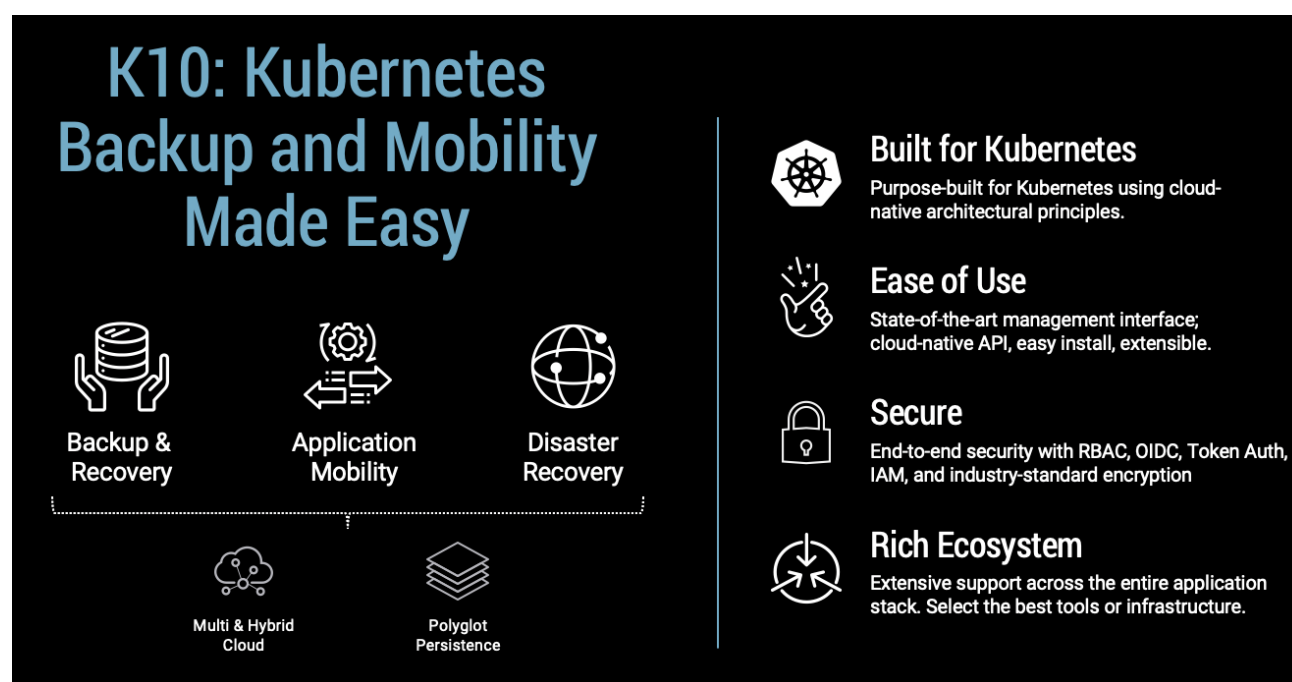 K10: Kubernetes
Backup and Mobility
Made Easy
Backup &
Recovery
Application
Mobility
Disaster
Recovery
Multi & Hybrid
Cloud
Polyglot
Persistence
Built for Kubernetes
Purpose-built for Kubernetes using cloud-
native architectural principles.
Ease of Use
State-of-the-art management interface;
cloud-native API, easy install, extensible.
Secure
End-to-end security with RBAC, OIDC, Token Auth,
IAM, and industry-standard encryption
Rich Ecosystem
Extensive support across the entire application
stack. Select the best tools or infrastructure.